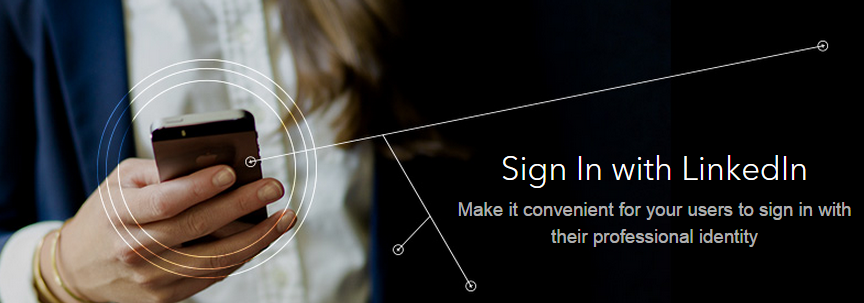 Sign In with LinkedIn
Make it convenient for your users to sign in with
their professional identity